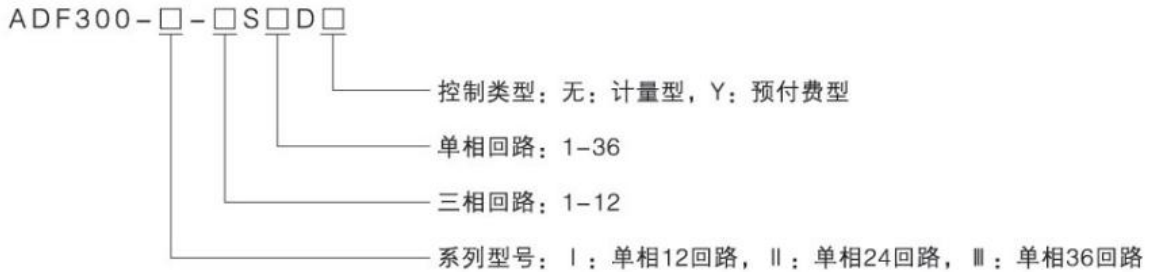 ADF300-□-□S□D□
控制类型：无：计量型，Y：预付费型
单相回路：1-36
三相回路：1-12
系列型号：Ⅰ：单相12回路，Ⅱ：单相24回路，Ⅲ：单相36回路